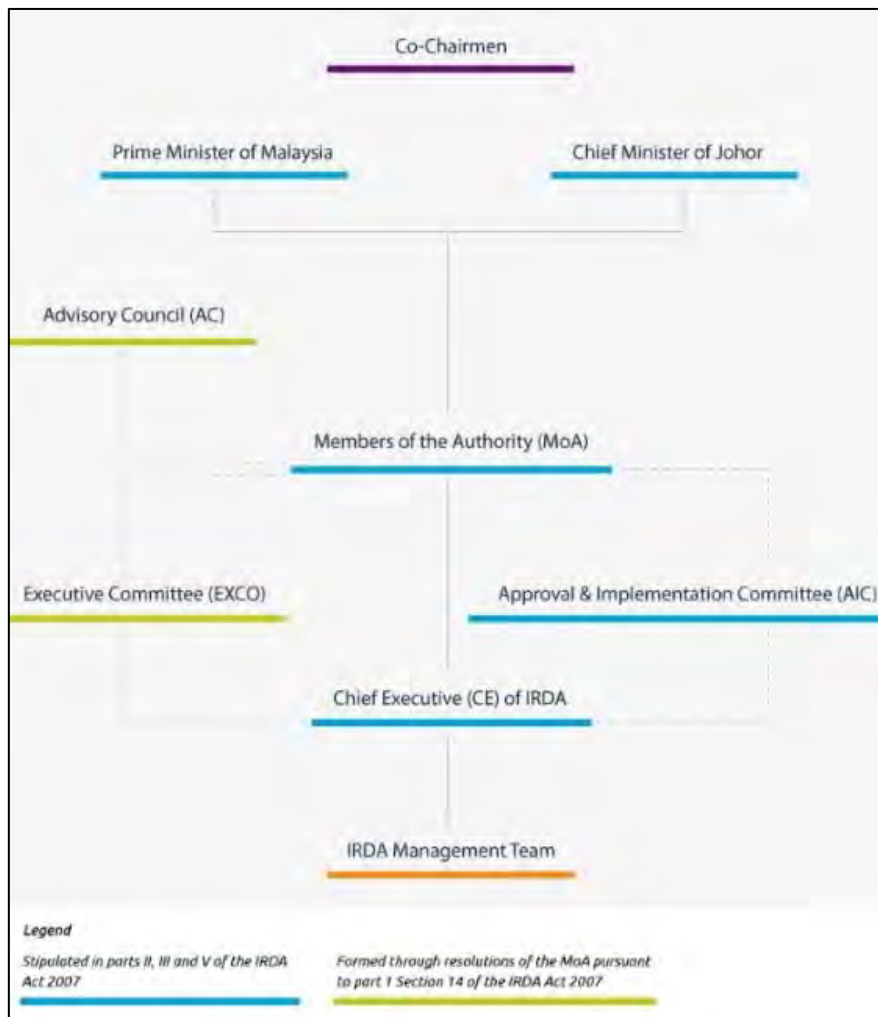 Co-Chairmen
Prime Minister of Malaysia
Chief Minister of Johor
Advisory Council (AC)
Members of the Authority (MoA)
Executive Committee (EXCO)
Approval & Implementation Committee (AIC)
Chief Executive (CE) of IRDA
IRDA Management Team
Legend
Stipulated in parts II, III and V of the IRDA
Act 2007
Formed through resolutions of the MoA pursuant
to part 1 Section 14 of the IRDA Act 2007